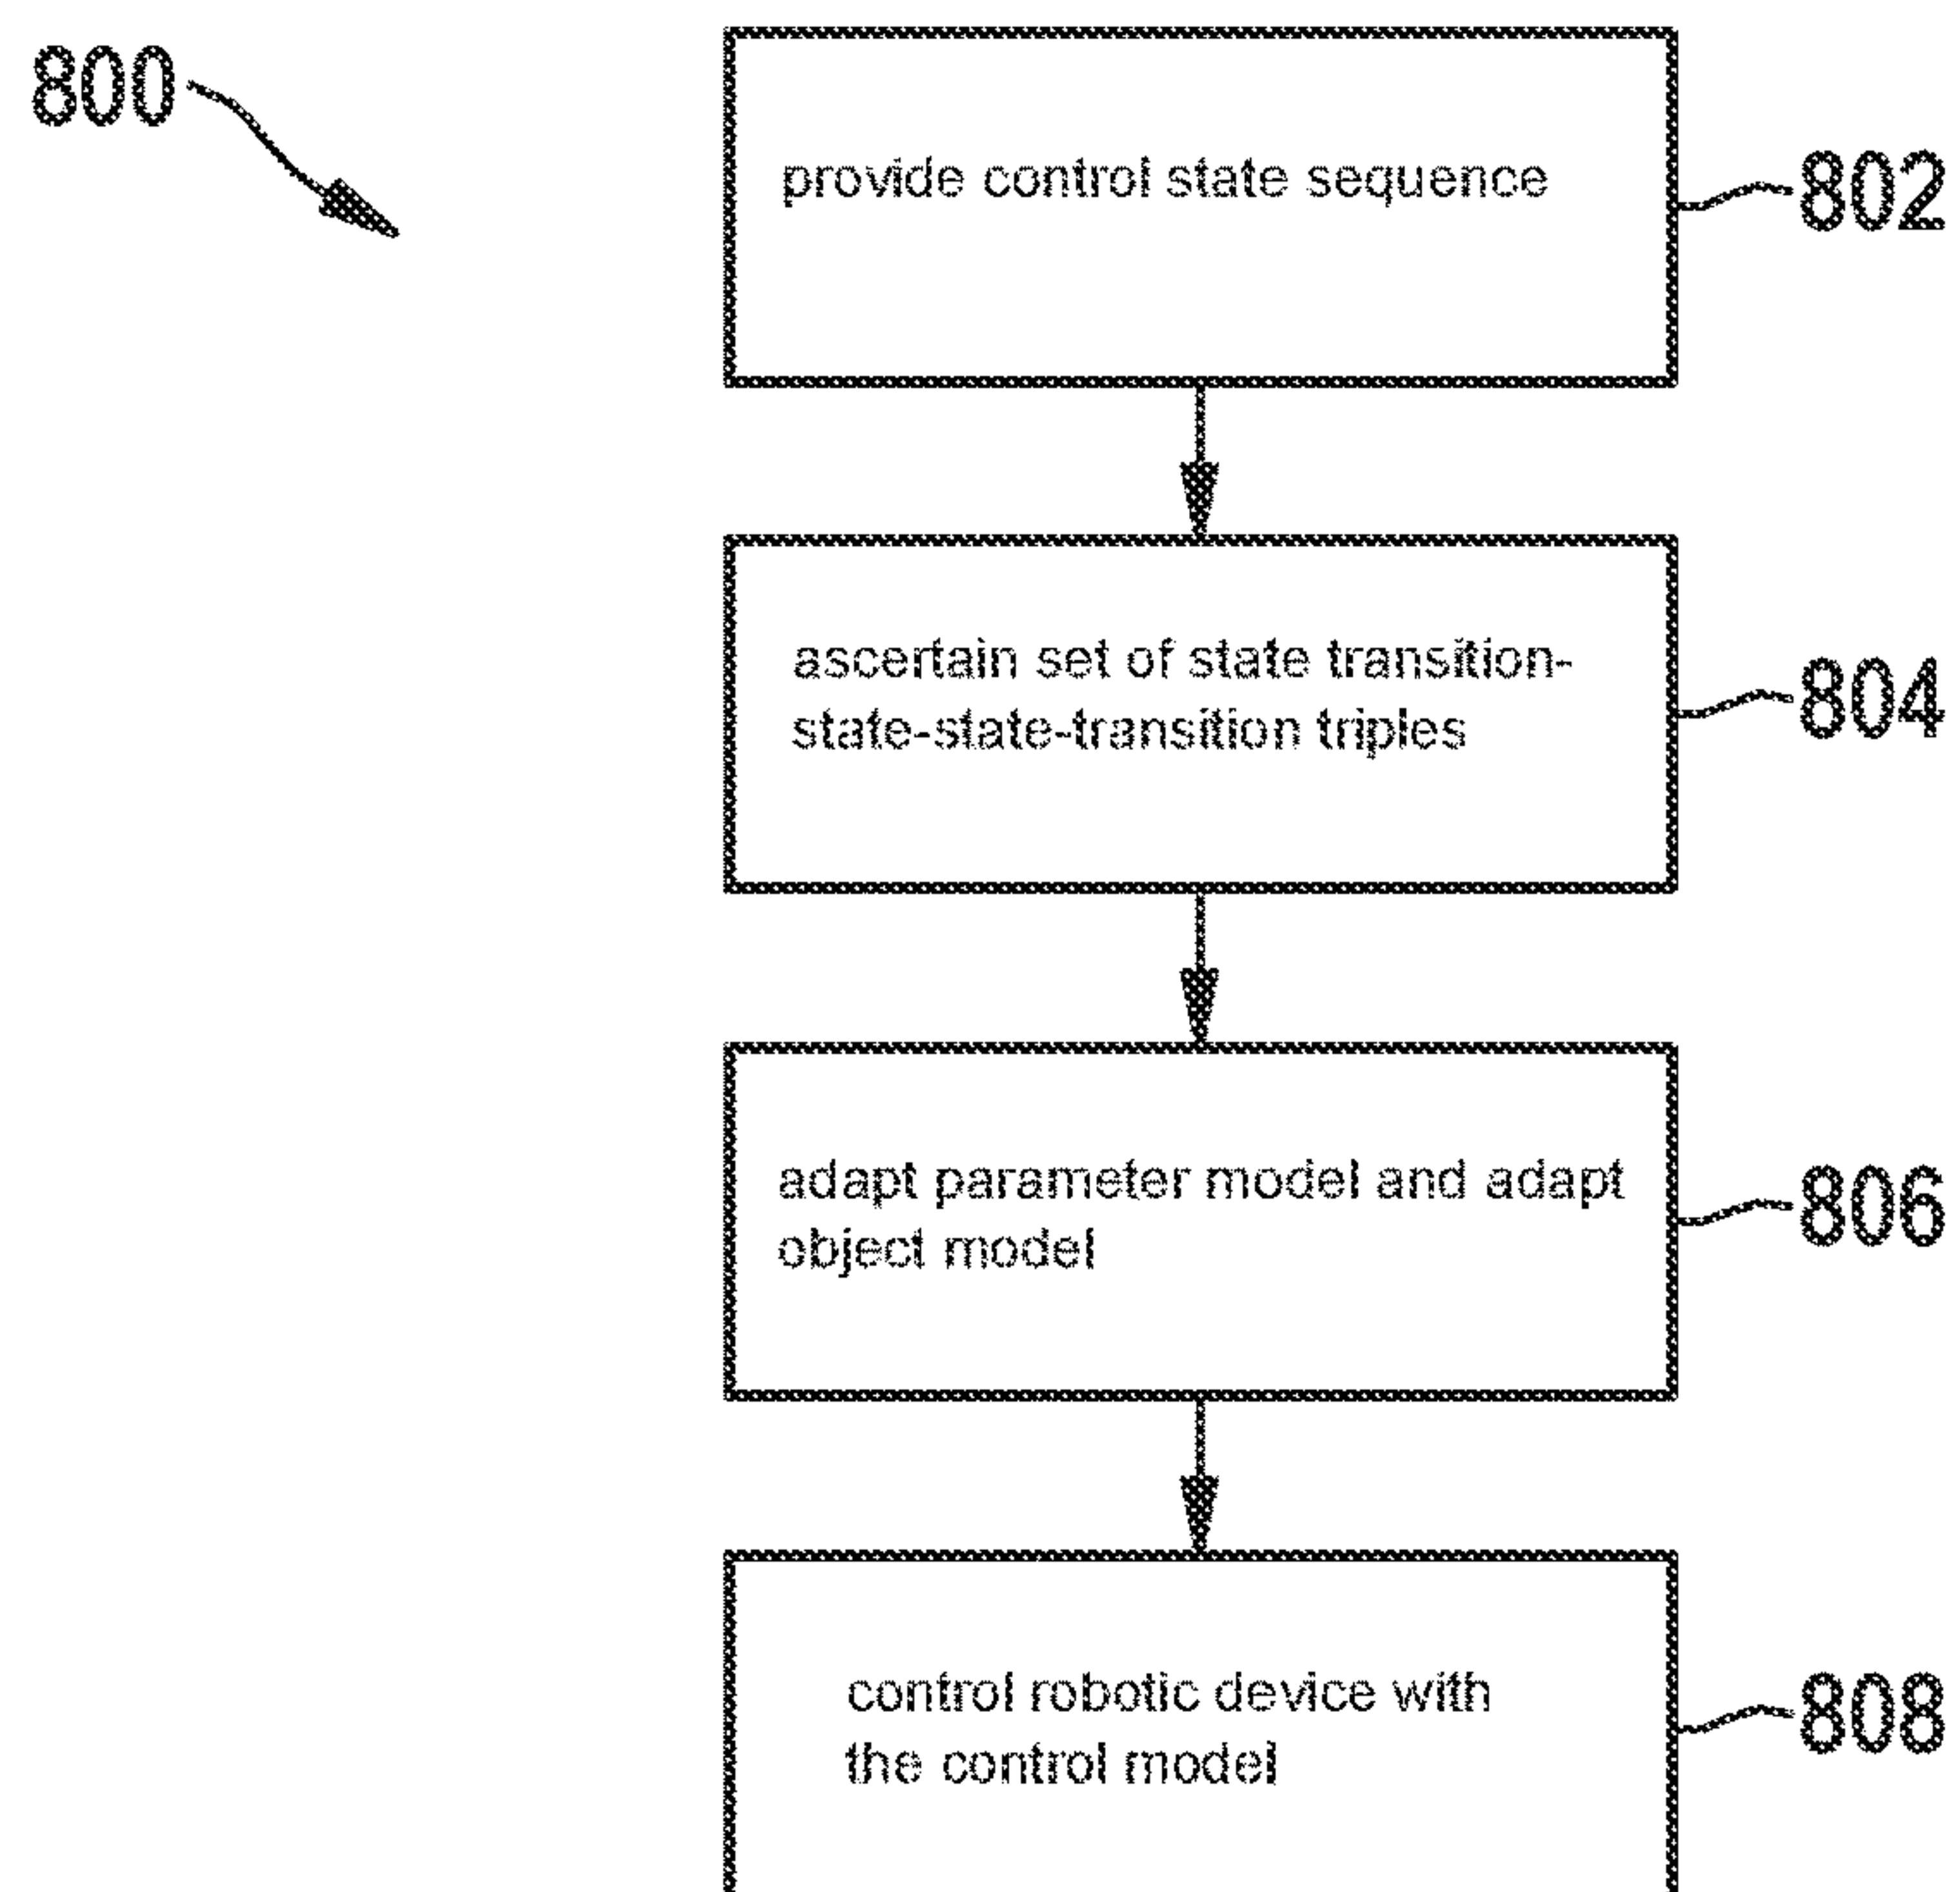 800
provide control state sequence
802
ascertain set of state transition-
state-state-transition triples
804
adapt parameter model and adapt
object model
806
control robotic device with
the control model
808